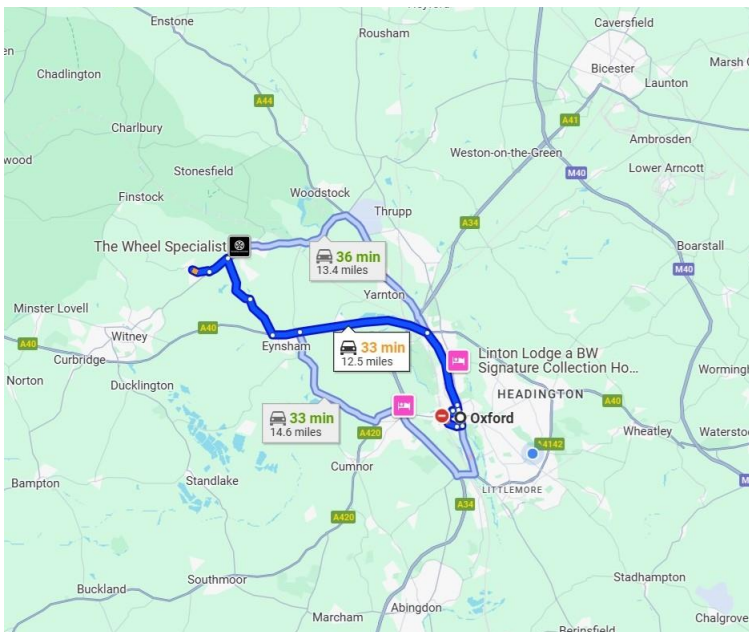 Enstone
Rousham
Caversfield
Bicester
Marsh G
Launton
Chadlington
A44
A41
Ambrosden
Charlbury
Weston-on-the-Green
Lower Arncott
wood
Stonesfield
M40
Finstock
Woodstock
Thrupp
A34
The Wheel Specialist
36 min
13.4 miles
Boarstall
M40
Yarnton
Minster Lovell
A40
Witney
A40
Eynsham
33 min
12.5 miles
Linton Lodge a BW
Signature Collection Ho...
Curbridge
Worming
Norton
Ducklington
HEADINGTON
A40
33 min
14.6 miles
Oxford
A420
Wheatley
Waterstoc
A4142
Cumnor
Bampton
Standlake
LITTLEMORE
M
A34
A420
Southmoor
Stadhampton
Buckland
Abingdon
Chalgrove
Marcham
Berinsfield